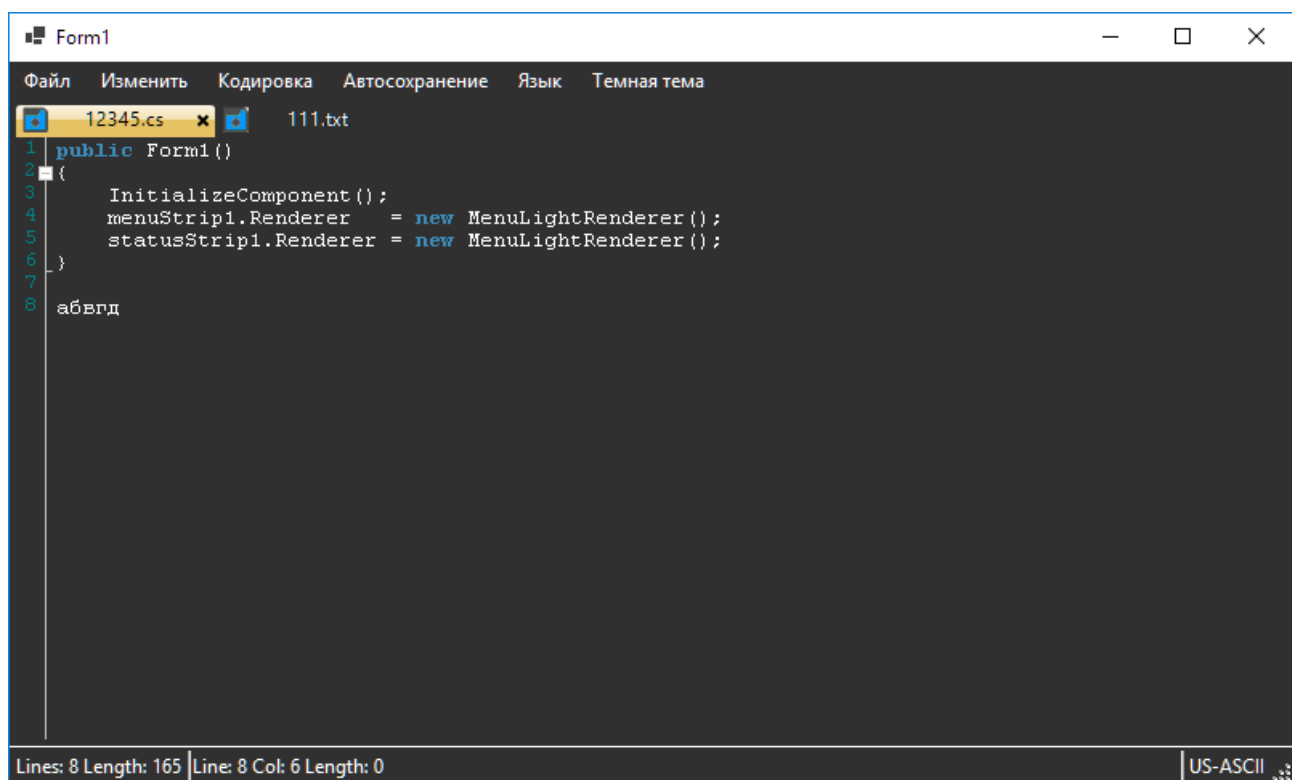 Form1
Файл Изменить Кодировка Автосохранение Язык Темная тема
12345.cs 111.txt
1 public Form1()
2 {
3     InitializeComponent();
4     menuStrip1.Renderer   = new MenuLightRenderer();
5     statusStrip1.Renderer = new MenuLightRenderer();
6 }
7
8 абвгд
Lines: 8 Length: 165 Line: 8 Col: 6 Length: 0 US-ASCII